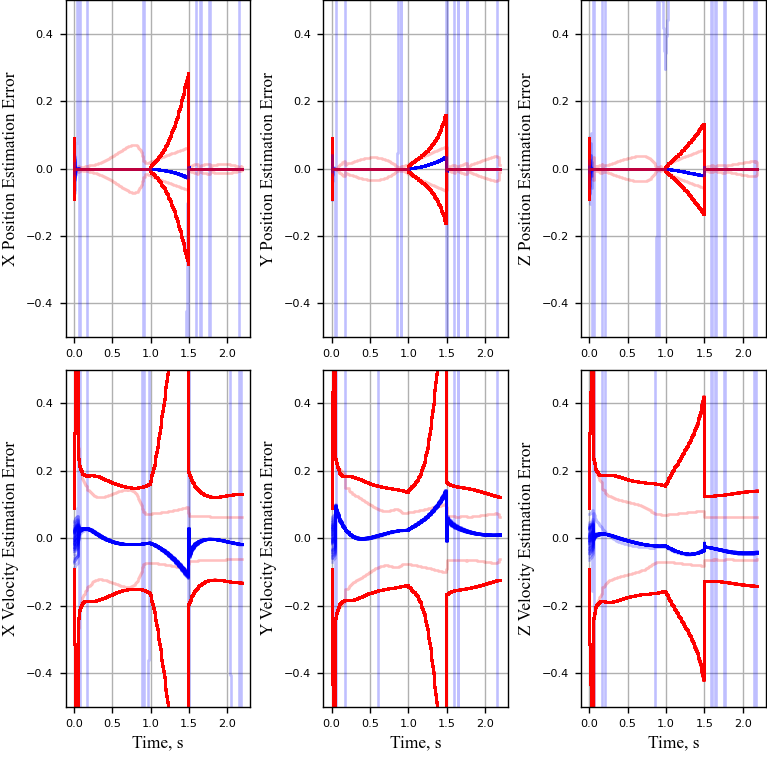 X Position Estimation Error
0.4
0.2
0.0
−0.2
−0.4
0.0 0.5 1.0 1.5 2.0
Y Position Estimation Error
0.4
0.2
0.0
−0.2
−0.4
0.0 0.5 1.0 1.5 2.0
Z Position Estimation Error
0.4
0.2
0.0
−0.2
−0.4
0.0 0.5 1.0 1.5 2.0
X Velocity Estimation Error
0.4
0.2
0.0
−0.2
−0.4
0.0 0.5 1.0 1.5 2.0
Time, s
Y Velocity Estimation Error
0.4
0.2
0.0
−0.2
−0.4
0.0 0.5 1.0 1.5 2.0
Time, s
Z Velocity Estimation Error
0.4
0.2
0.0
−0.2
−0.4
0.0 0.5 1.0 1.5 2.0
Time, s